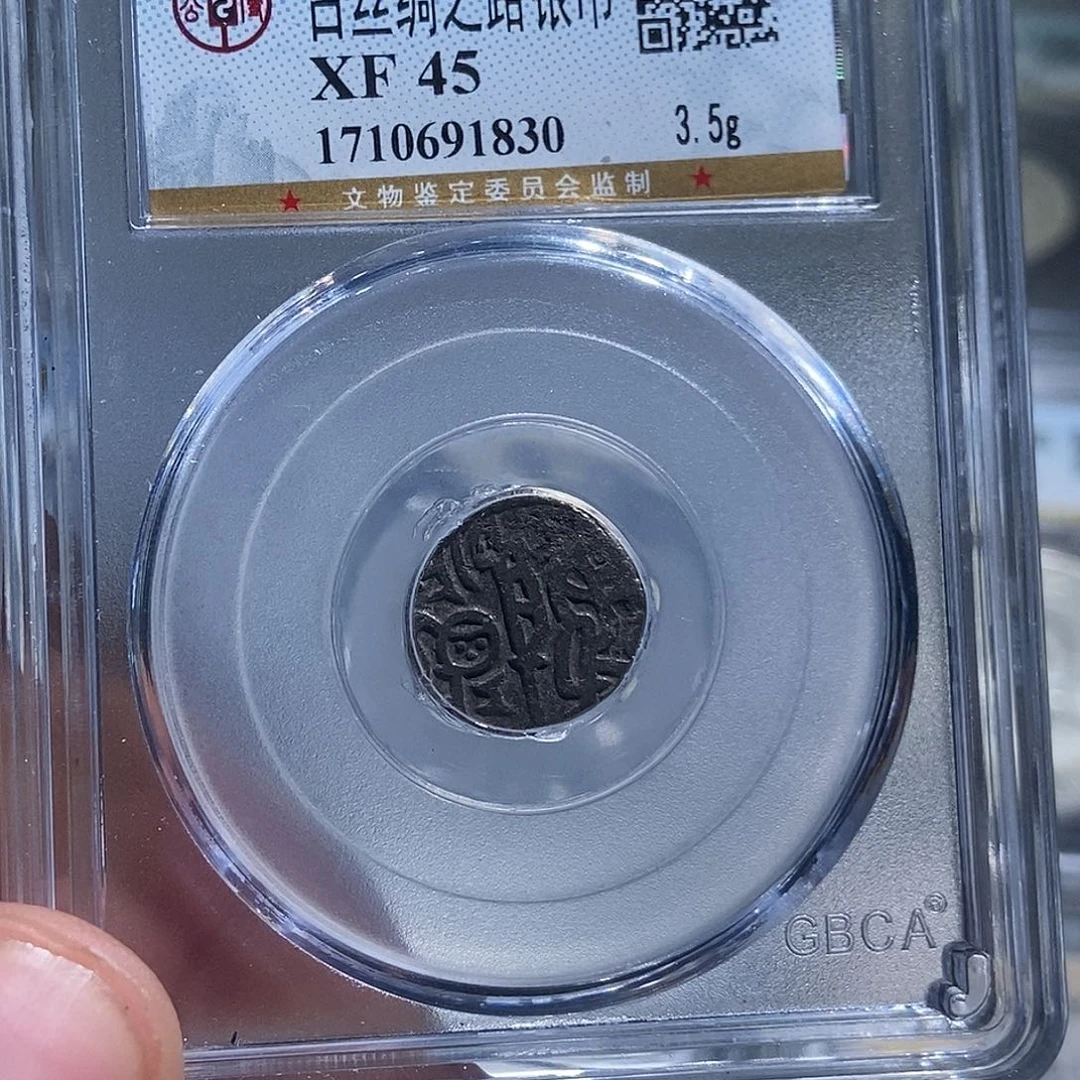 古丝绸之路银币
XF 45
1710691830
3.5g
★ 文物鉴定委员会监制 ★
GBCA®